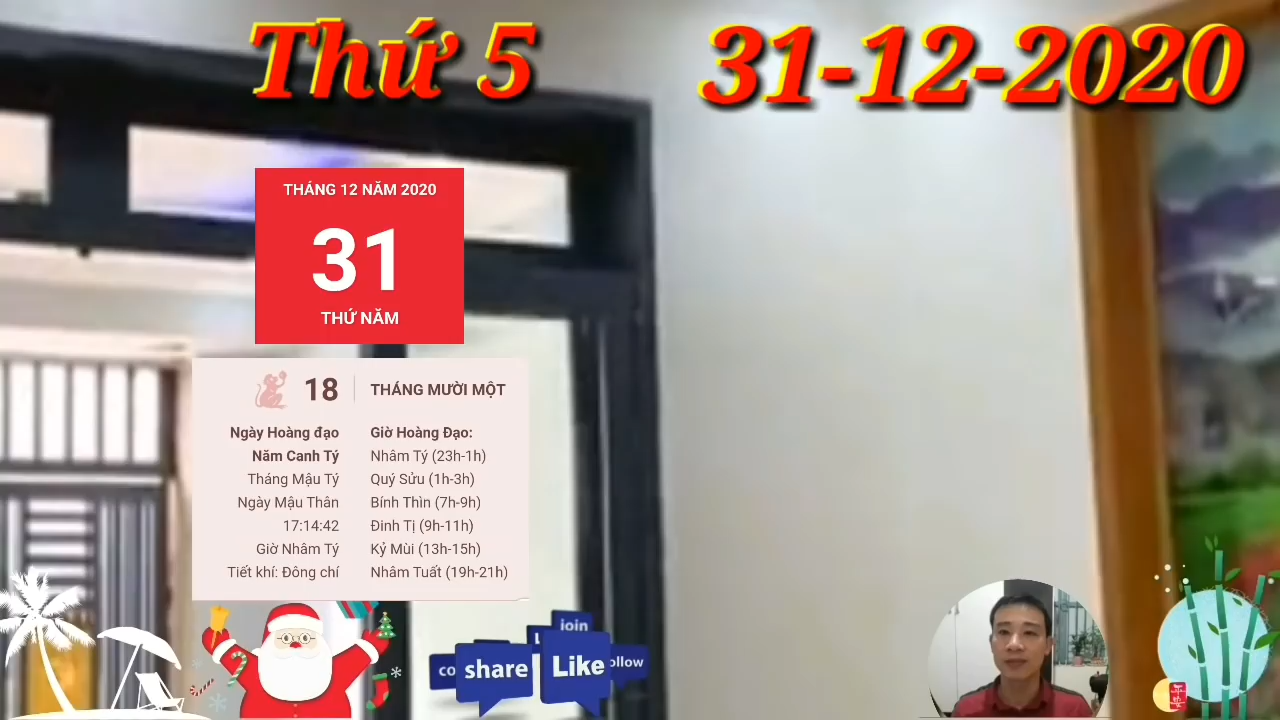 Thứ 5 31-12-2020
THÁNG 12 NĂM 2020
31
THỨ NĂM
18 THÁNG MƯỜI MỘT
Ngày Hoàng đạo
Năm Canh Tý
Tháng Mậu Tý
Ngày Mậu Thân
17:14:42
Giờ Nhâm Tý
Tiết khí: Đông chí
Giờ Hoàng Đạo:
Nhâm Tý (23h-1h)
Quý Sửu (1h-3h)
Bính Thìn (7h-9h)
Đinh Tị (9h-11h)
Kỷ Mùi (13h-15h)
Nhâm Tuất (19h-21h)
join
co share Like ollow